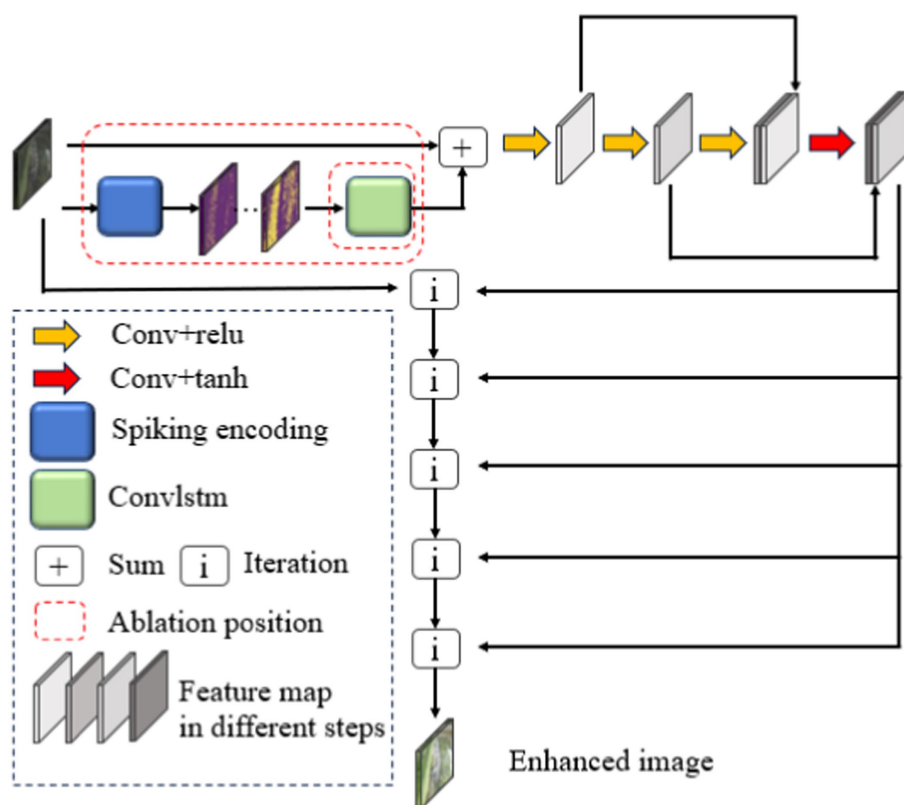 +
··
i
i
i
i
i
Conv+relu
Conv+tanh
Spiking encoding
Convlstm
+ Sum i Iteration
Ablation position
Feature map
in different steps
Enhanced image